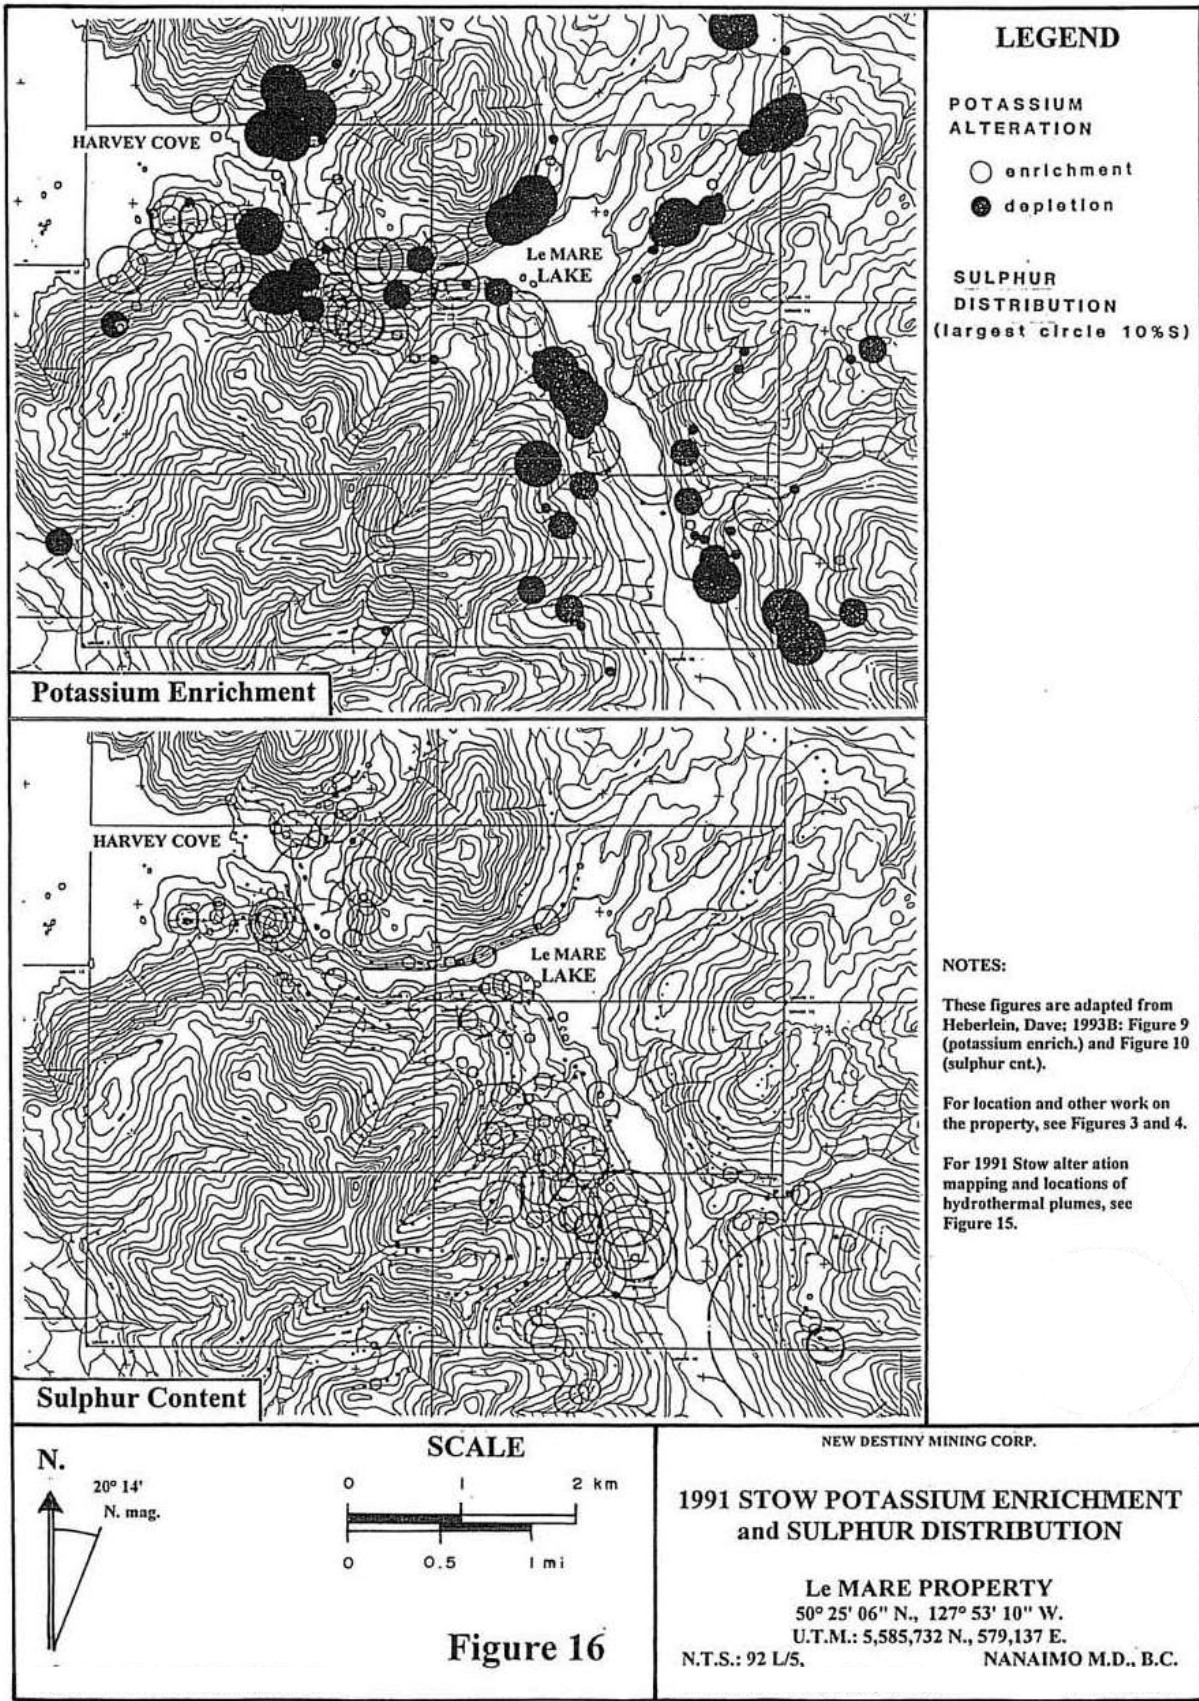 LEGEND
POTASSIUM
ALTERATION
enrichment
depletion
SULPHUR
DISTRIBUTION
(largest circle 10%S)
HARVEY COVE
Le MARE
LAKE
Potassium Enrichment
HARVEY COVE
Le MARE
LAKE
Sulphur Content
NOTES:
These figures are adapted from
Heberlein, Dave; 1993B: Figure 9
(potassium enrich.) and Figure 10
(sulphur cnt.).
For location and other work on
the property, see Figures 3 and 4.
For 1991 Stow alter ation
mapping and locations of
hydrothermal plumes, see
Figure 15.
N.
20° 14'
N. mag.
SCALE
0 1 2 km
0 0.5 1 mi
Figure 16
NEW DESTINY MINING CORP.
1991 STOW POTASSIUM ENRICHMENT
and SULPHUR DISTRIBUTION
Le MARE PROPERTY
50° 25' 06" N., 127° 53' 10" W.
U.T.M.: 5,585,732 N., 579,137 E.
N.T.S.: 92 L/5, NANAIMO M.D., B.C.